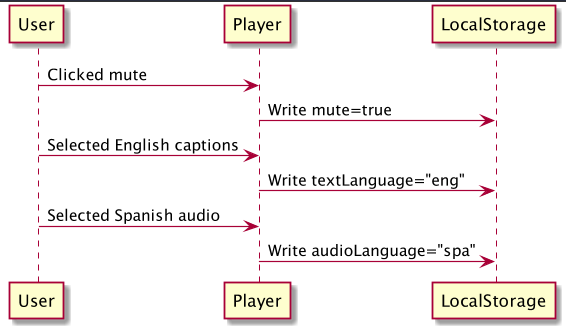 User Player LocalStorage
Clicked mute
Write mute=true
Selected English captions
Write textLanguage="eng"
Selected Spanish audio
Write audioLanguage="spa"
User Player LocalStorage